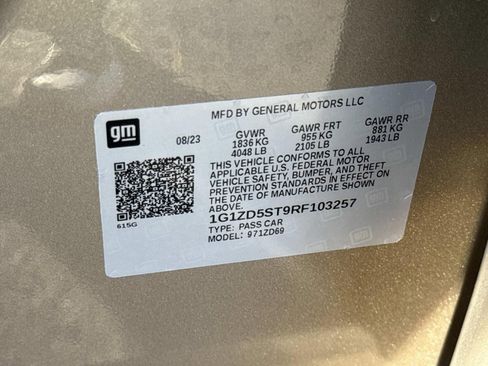 MFD BY GENERAL MOTORS LLC
gm
08/23
GVWR GAWR FRT GAWR RR
1836 KG 955 KG 881 KG
4048 LB 2105 LB 1943 LB
THIS VEHICLE CONFORMS TO ALL
APPLICABLE U.S. FEDERAL MOTOR
VEHICLE SAFETY, BUMPER, AND THEFT
PREVENTION STANDARDS IN EFFECT ON
THE DATE OF MANUFACTURE SHOWN
ABOVE.
1G1ZD5ST9RF103257
TYPE: PASS CAR
MODEL: 971ZD69
615G